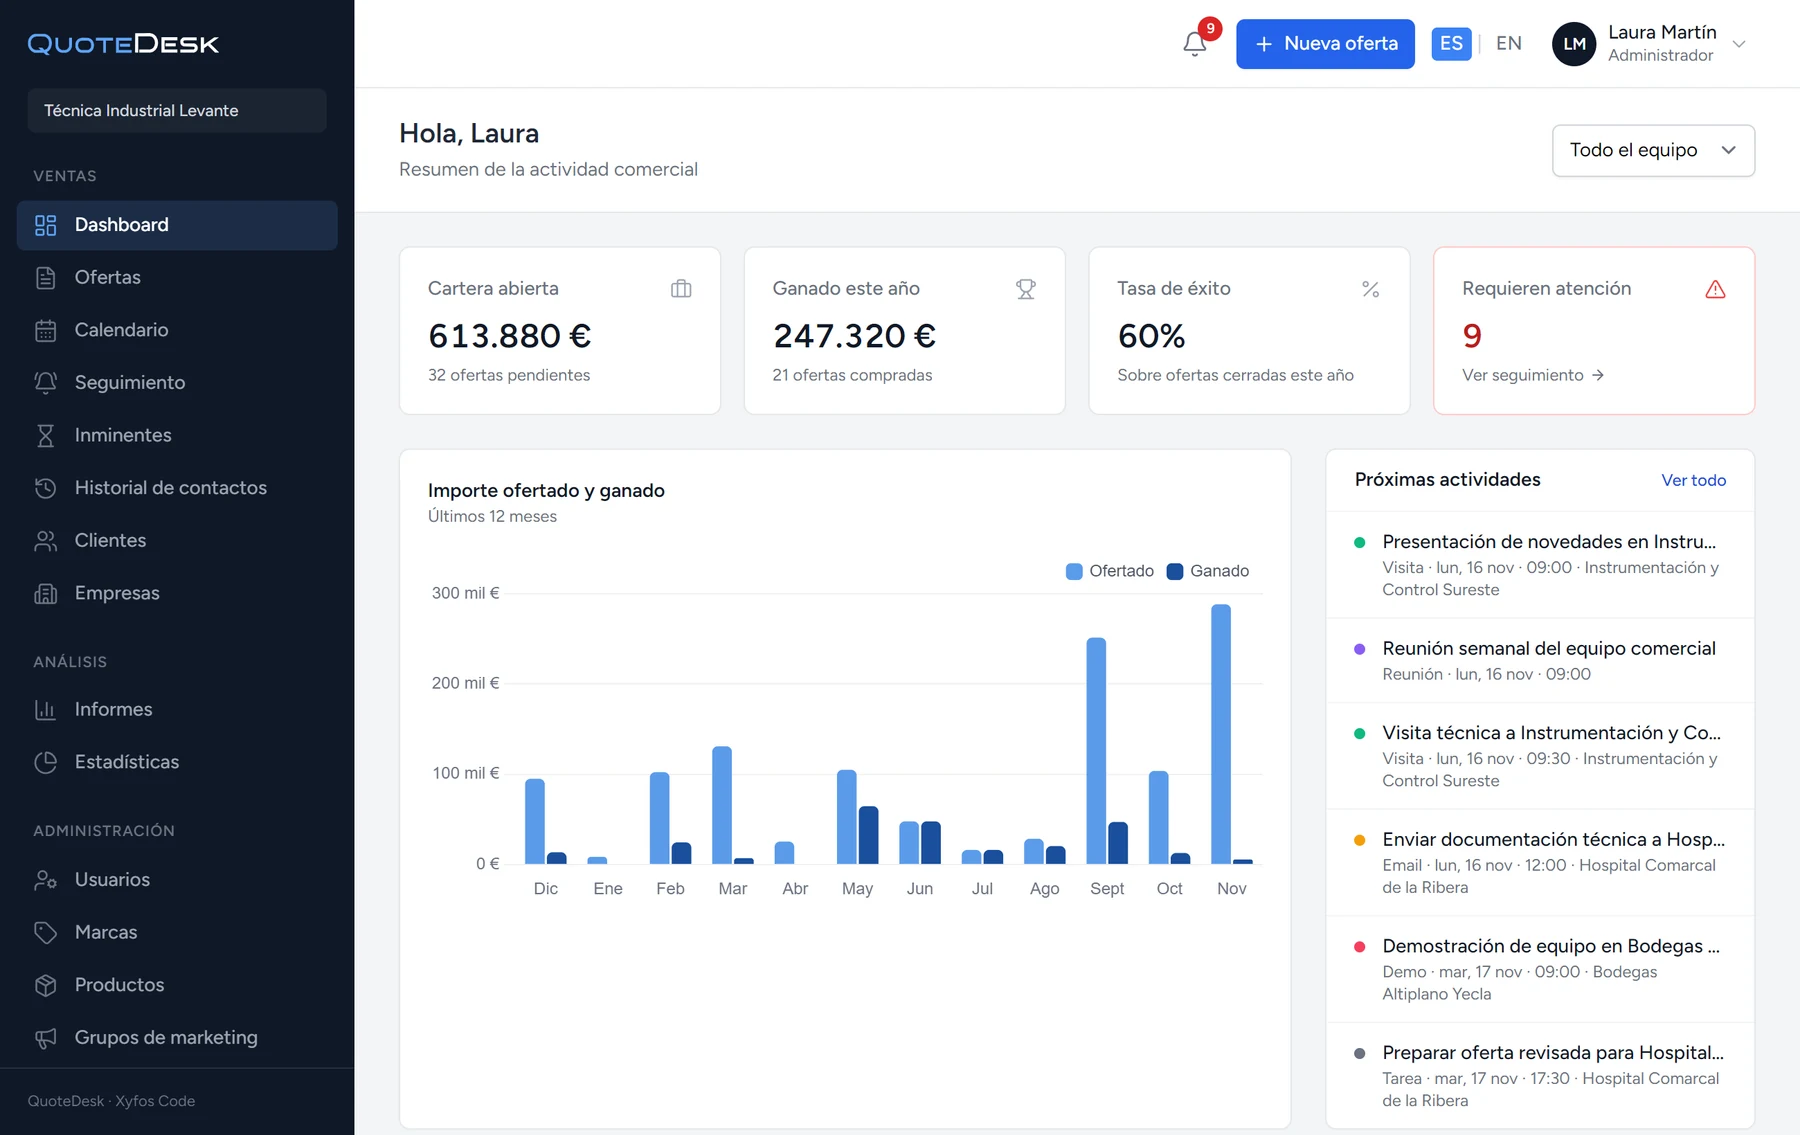 QUOTEDESK
Técnica Industrial Levante
VENTAS
Dashboard
Ofertas
Calendario
Seguimiento
Inminentes
Historial de contactos
Clientes
Empresas
ANÁLISIS
Informes
Estadísticas
ADMINISTRACIÓN
Usuarios
Marcas
Productos
Grupos de marketing
QuoteDesk · Xyfos Code
9
+ Nueva oferta
ES | EN
LM
Laura Martín
Administrador
Hola, Laura
Resumen de la actividad comercial
Todo el equipo
Cartera abierta
613.880 €
32 ofertas pendientes
Ganado este año
247.320 €
21 ofertas compradas
Tasa de éxito
60%
Sobre ofertas cerradas este año
Requieren atención
9
Ver seguimiento →
Importe ofertado y ganado
Últimos 12 meses
Ofertado Ganado
300 mil €
200 mil €
100 mil €
0 €
Dic Ene Feb Mar Abr May Jun Jul Ago Sept Oct Nov
Próximas actividades
Ver todo
Presentación de novedades en Instru...
Visita · lun, 16 nov · 09:00 · Instrumentación y
Control Sureste
Reunión semanal del equipo comercial
Reunión · lun, 16 nov · 09:00
Visita técnica a Instrumentación y Co...
Visita · lun, 16 nov · 09:30 · Instrumentación y
Control Sureste
Enviar documentación técnica a Hosp...
Email · lun, 16 nov · 12:00 · Hospital Comarcal
de la Ribera
Demostración de equipo en Bodegas ...
Demo · mar, 17 nov · 09:00 · Bodegas
Altiplano Yecla
Preparar oferta revisada para Hospital...
Tarea · mar, 17 nov · 17:30 · Hospital Comarcal
de la Ribera